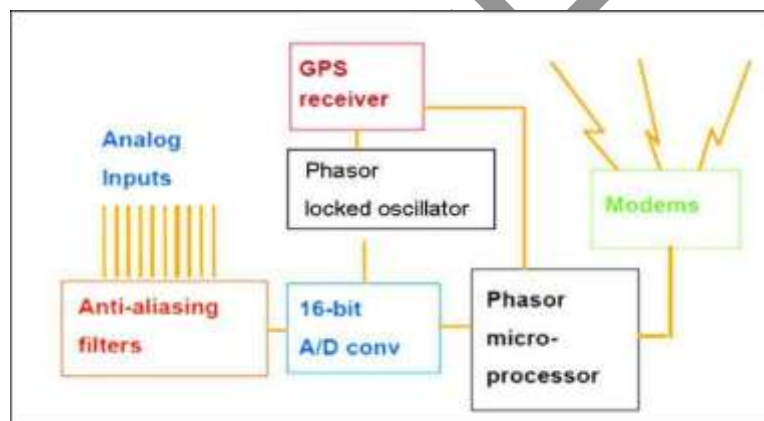 GPS
receiver
Analog
Inputs
Phasor
locked oscillator
Modems
Anti-aliasing
filters
16-bit
A/D conv
Phasor
micro-
processor